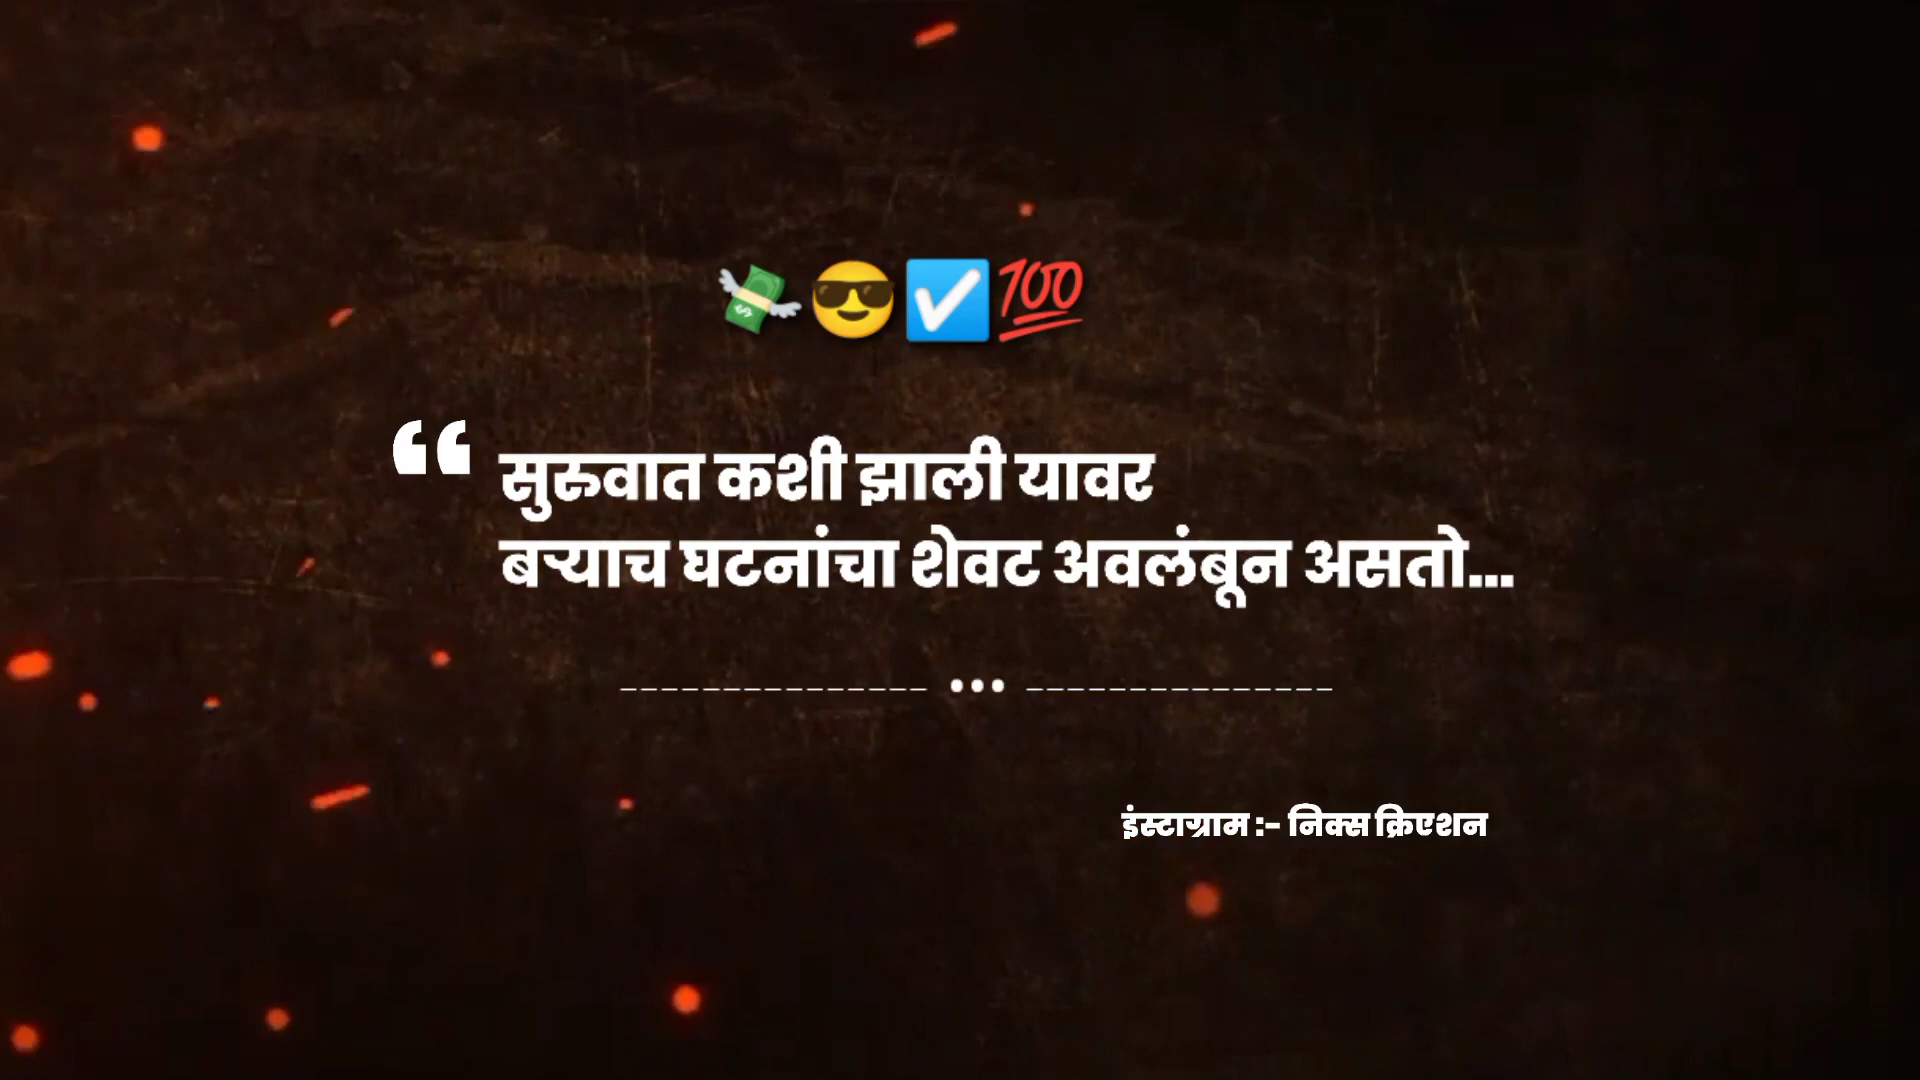 💸😎☑️💯
“ सुरुवात कशी झाली यावर
बऱ्याच घटनांचा शेवट अवलंबून असतो...
इंस्टाग्राम :- निक्स क्रिएशन